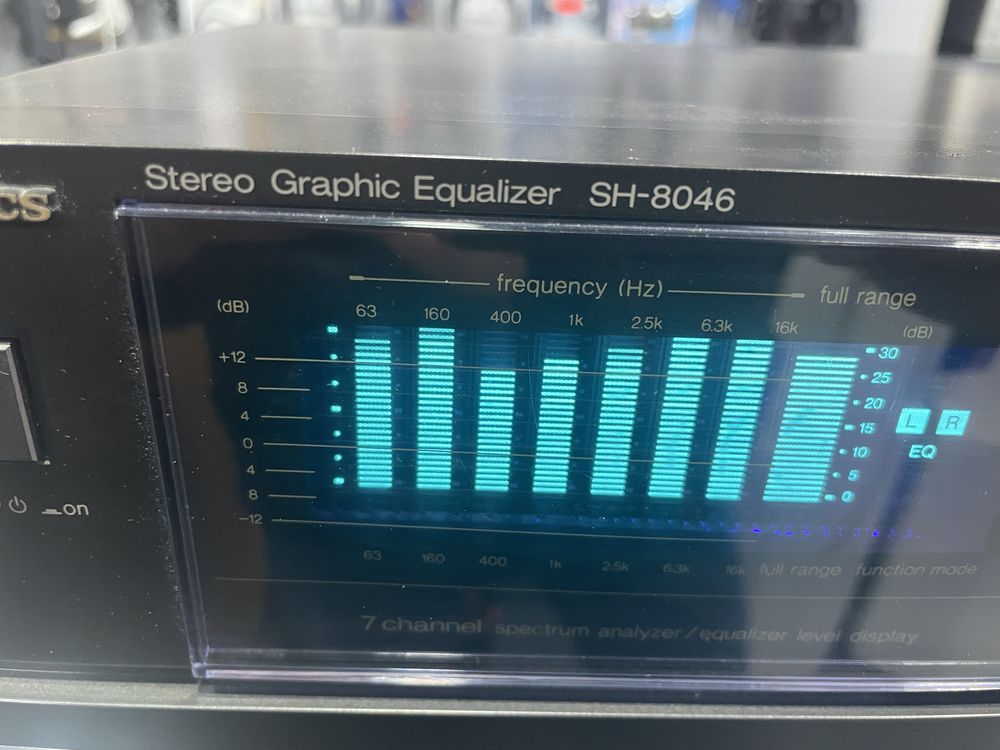 cs
Stereo Graphic Equalizer SH-8046
frequency (Hz) full range
(dB) 63 160 400 1k 2.5k 6.3k 16k (dB)
+12
8
4
0
4
8
−12
30
25
20
15
10
5
0
L R
EQ
on
63 160 400 1k 2.5k 6.3k 16k full range function mode
7 channel spectrum analyzer/equalizer level display